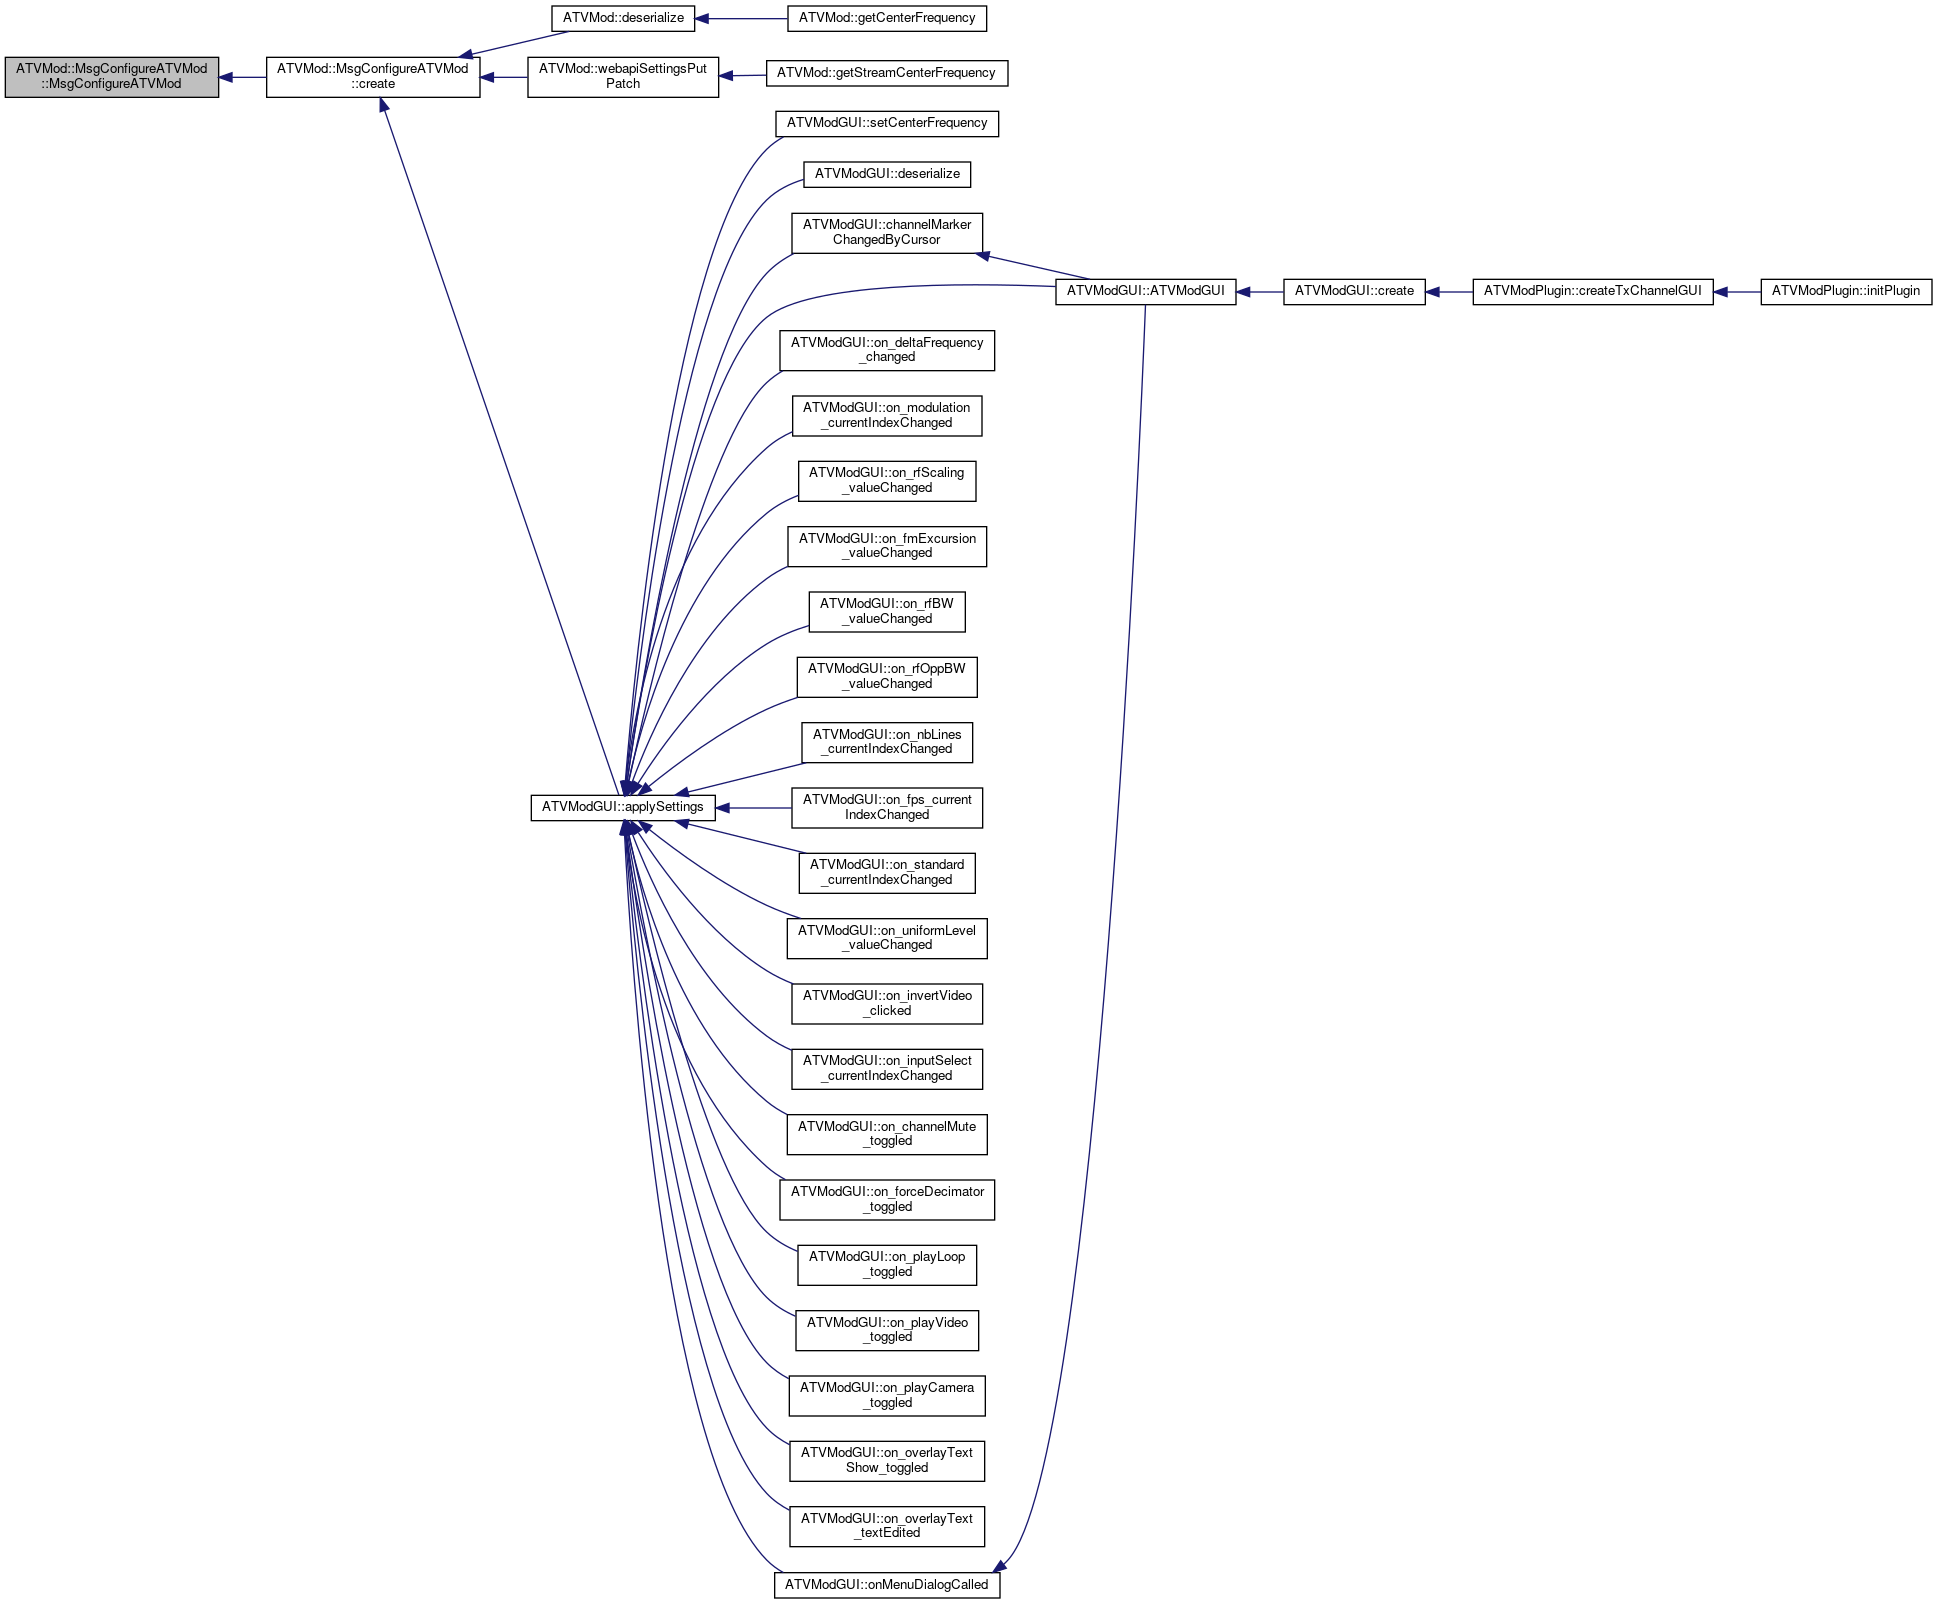 ATVMod::deserialize
ATVMod::getCenterFrequency
ATVMod::MsgConfigureATVMod
::MsgConfigureATVMod
ATVMod::MsgConfigureATVMod
::create
ATVMod::webapiSettingsPut
Patch
ATVMod::getStreamCenterFrequency
ATVModGUI::setCenterFrequency
ATVModGUI::deserialize
ATVModGUI::channelMarker
ChangedByCursor
ATVModGUI::ATVModGUI
ATVModGUI::create
ATVModPlugin::createTxChannelGUI
ATVModPlugin::initPlugin
ATVModGUI::on_deltaFrequency
_changed
ATVModGUI::on_modulation
_currentIndexChanged
ATVModGUI::on_rfScaling
_valueChanged
ATVModGUI::on_fmExcursion
_valueChanged
ATVModGUI::on_rfBW
_valueChanged
ATVModGUI::on_rfOppBW
_valueChanged
ATVModGUI::on_nbLines
_currentIndexChanged
ATVModGUI::applySettings
ATVModGUI::on_fps_current
IndexChanged
ATVModGUI::on_standard
_currentIndexChanged
ATVModGUI::on_uniformLevel
_valueChanged
ATVModGUI::on_invertVideo
_clicked
ATVModGUI::on_inputSelect
_currentIndexChanged
ATVModGUI::on_channelMute
_toggled
ATVModGUI::on_forceDecimator
_toggled
ATVModGUI::on_playLoop
_toggled
ATVModGUI::on_playVideo
_toggled
ATVModGUI::on_playCamera
_toggled
ATVModGUI::on_overlayText
Show_toggled
ATVModGUI::on_overlayText
_textEdited
ATVModGUI::onMenuDialogCalled